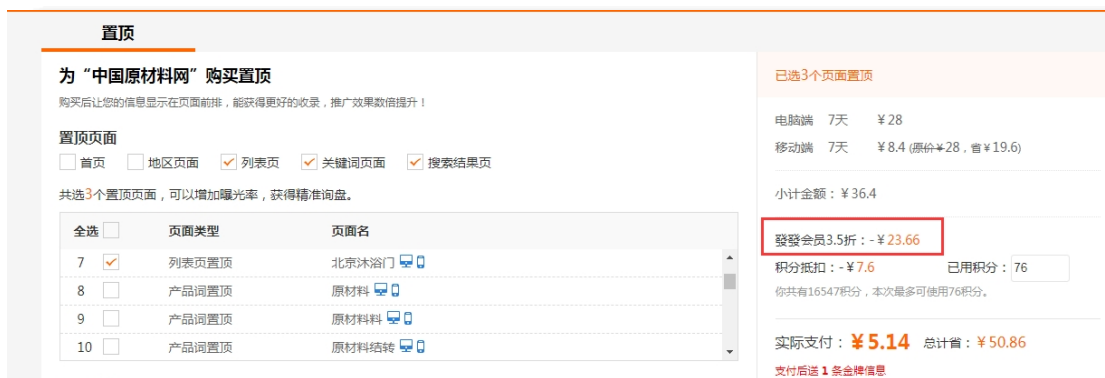 置顶
为“中国原材料网”购买置顶
购买后让您的信息显示在页面前排，能获得更好的收录，推广效果数倍提升！
置顶页面
首页 地区页面 列表页 关键词页面 搜索结果页
共选3个置顶页面，可以增加曝光率，获得精准询盘。
全选 页面类型 页面名
7 列表页置顶 北京沐浴门
8 产品词置顶 原材料
9 产品词置顶 原材料料
10 产品词置顶 原材料结转
已选3个页面置顶
电脑端 7天 ￥28
移动端 7天 ￥8.4 (原价￥28，省￥19.6)
小计金额：￥36.4
發發会员3.5折：-￥23.66
积分抵扣：-￥7.6 已用积分：76
你共有16547积分，本次最多可使用76积分。
实际支付：￥5.14 总计省：￥50.86
支付后送 1 条金牌信息